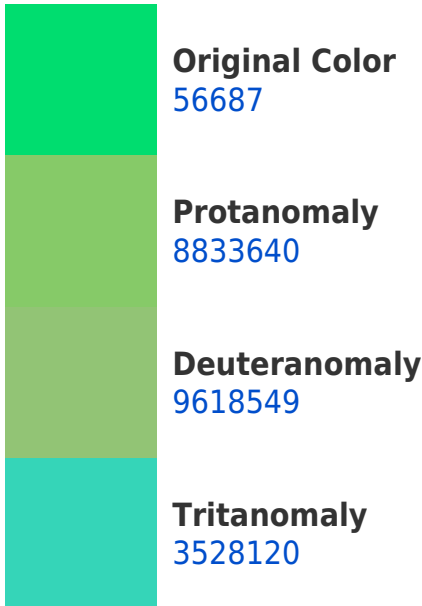 Original Color
56687
Protanomaly
8833640
Deuteranomaly
9618549
Tritanomaly
3528120